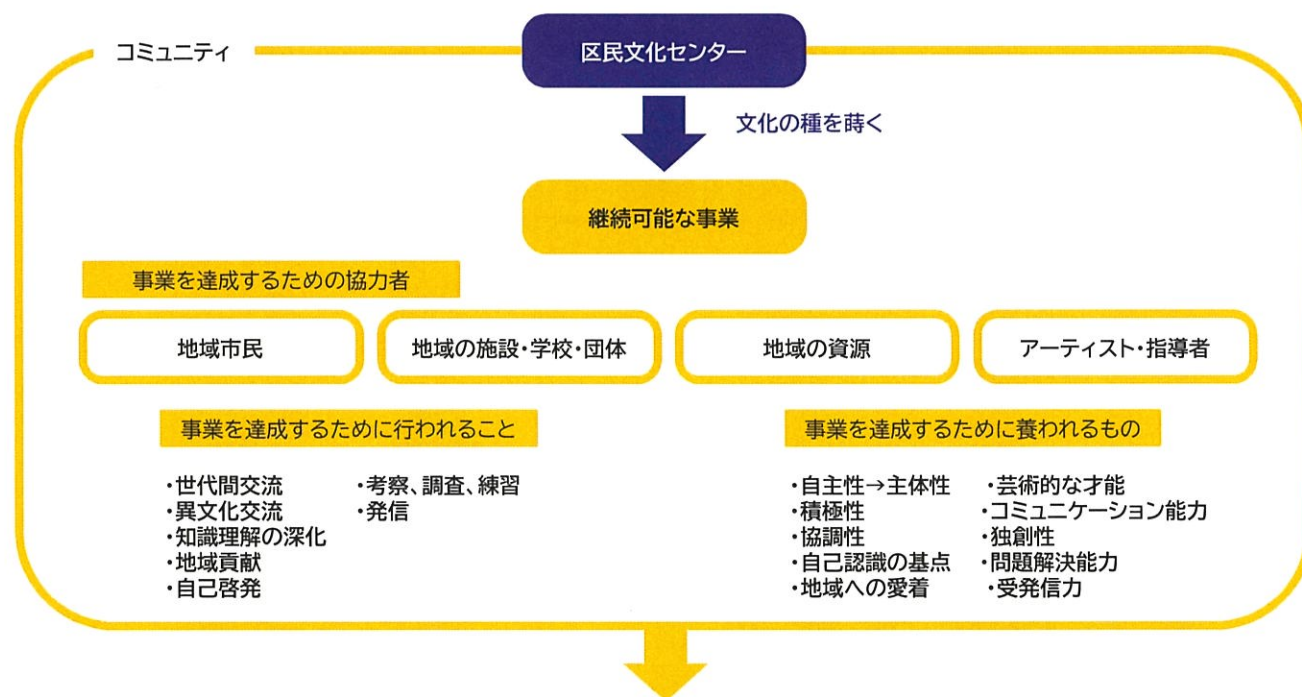 コミュニティ
区民文化センター
文化の種を蒔く
継続可能な事業
事業を達成するための協力者
地域市民
地域の施設・学校・団体
地域の資源
アーティスト・指導者
事業を達成するために行われること
・世代間交流
・異文化交流
・知識理解の深化
・地域貢献
・自己啓発
・考察、調査、練習
・発信
事業を達成するために養われるもの
・自主性→主体性
・積極性
・協調性
・自己認識の基点
・地域への愛着
・芸術的な才能
・コミュニケーション能力
・独創性
・問題解決能力
・受発信力